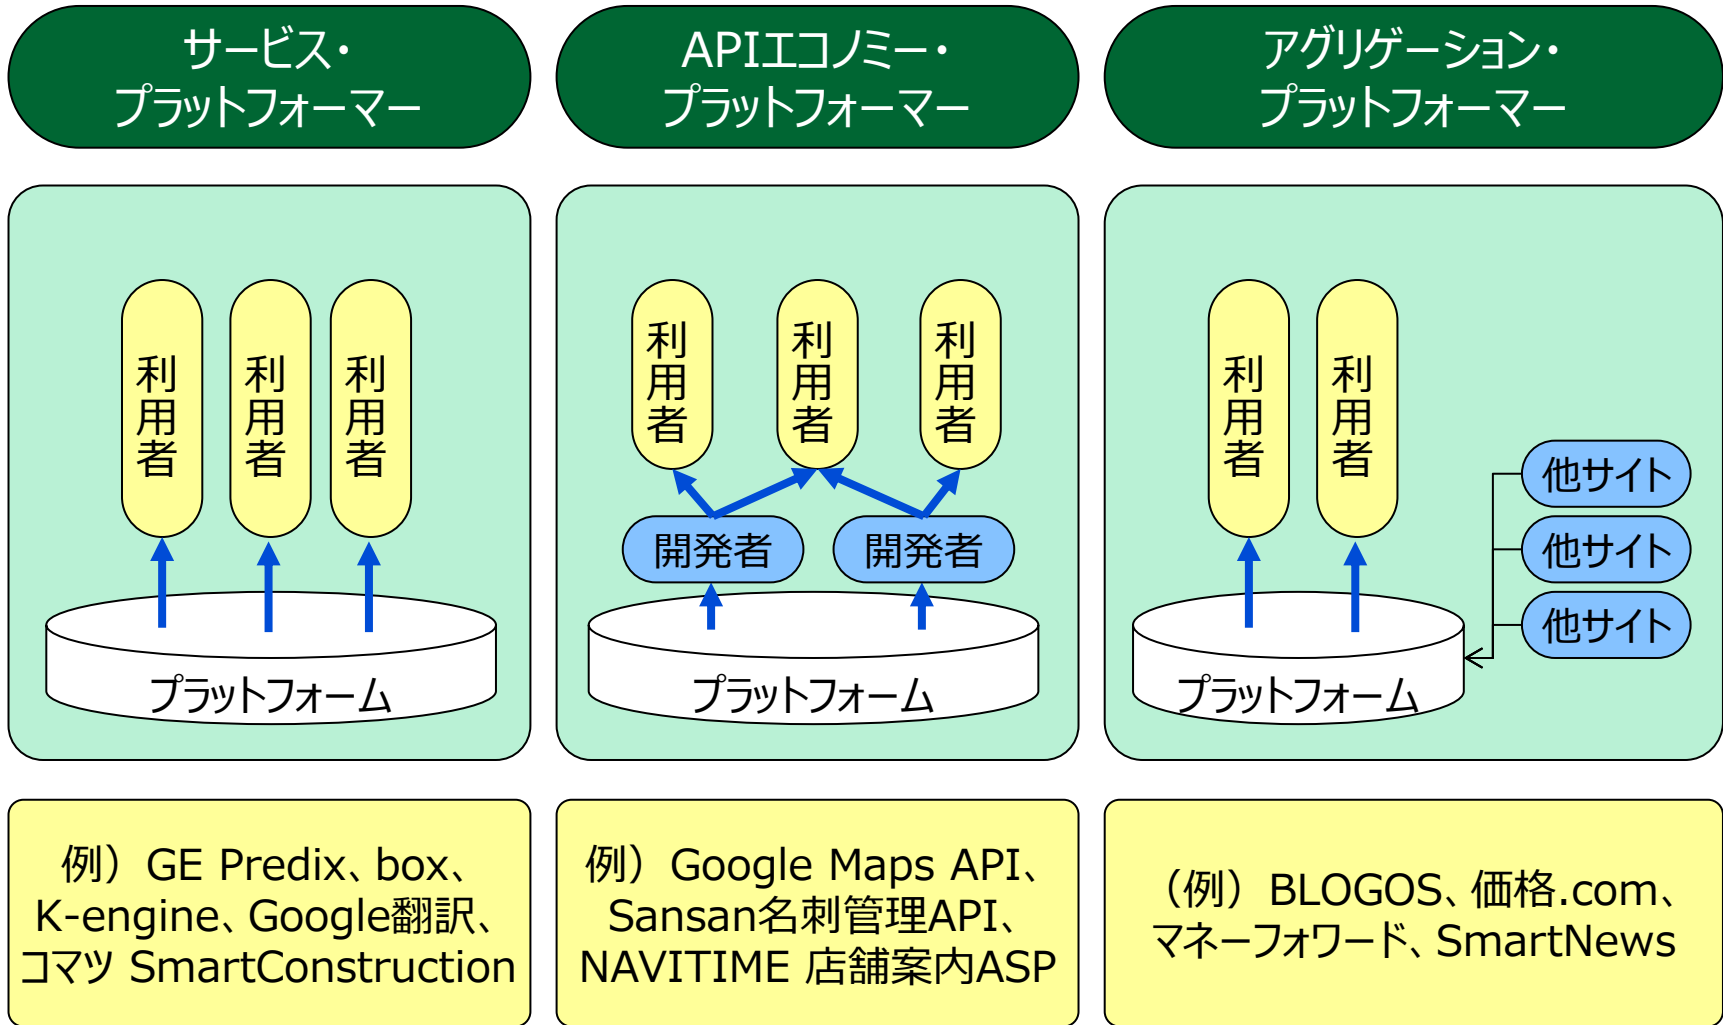 サービス・
プラットフォーマー
APIエコノミー・
プラットフォーマー
アグリゲーション・
プラットフォーマー
利用者
利用者
利用者
プラットフォーム
利用者
利用者
利用者
開発者
開発者
プラットフォーム
利用者
利用者
他サイト
他サイト
他サイト
プラットフォーム
例）GE Predix、box、
K-engine、Google翻訳、
コマツ SmartConstruction
例）Google Maps API、
Sansan名刺管理API、
NAVITIME 店舗案内ASP
（例）BLOGOS、価格.com、
マネーフォワード、SmartNews